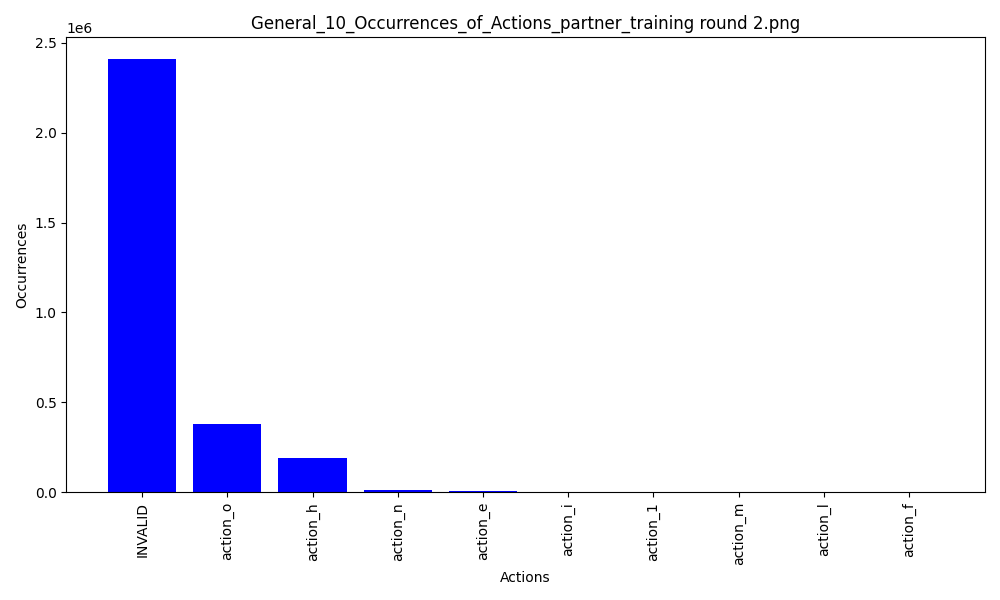 General_10_Occurrences_of_Actions_partner_training round 2.png
1e6
2.5
2.0
1.5
1.0
0.5
0.0
Occurrences
INVALID
action_o
action_h
action_n
action_e
action_i
action_1
action_m
action_l
action_f
Actions